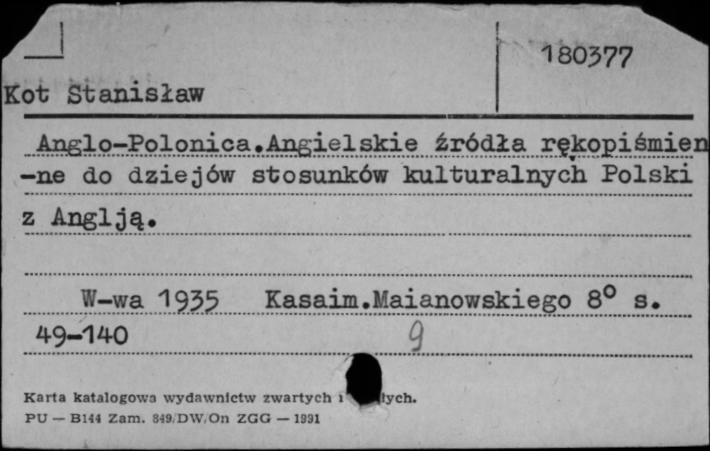 180377
Kot Stanisław
Anglo-Polonica.Angielskie źródła rękopiśmien
-ne do dziejów stosunków kulturalnych Polski
z Anglją.
W-wa 1935 Kasaim.Maianowskiego 8° s.
49-140 9
Karta katalogowa wydawnictw zwartych i
PU — B144 Zam. 849/DW/On ZGG — 1991